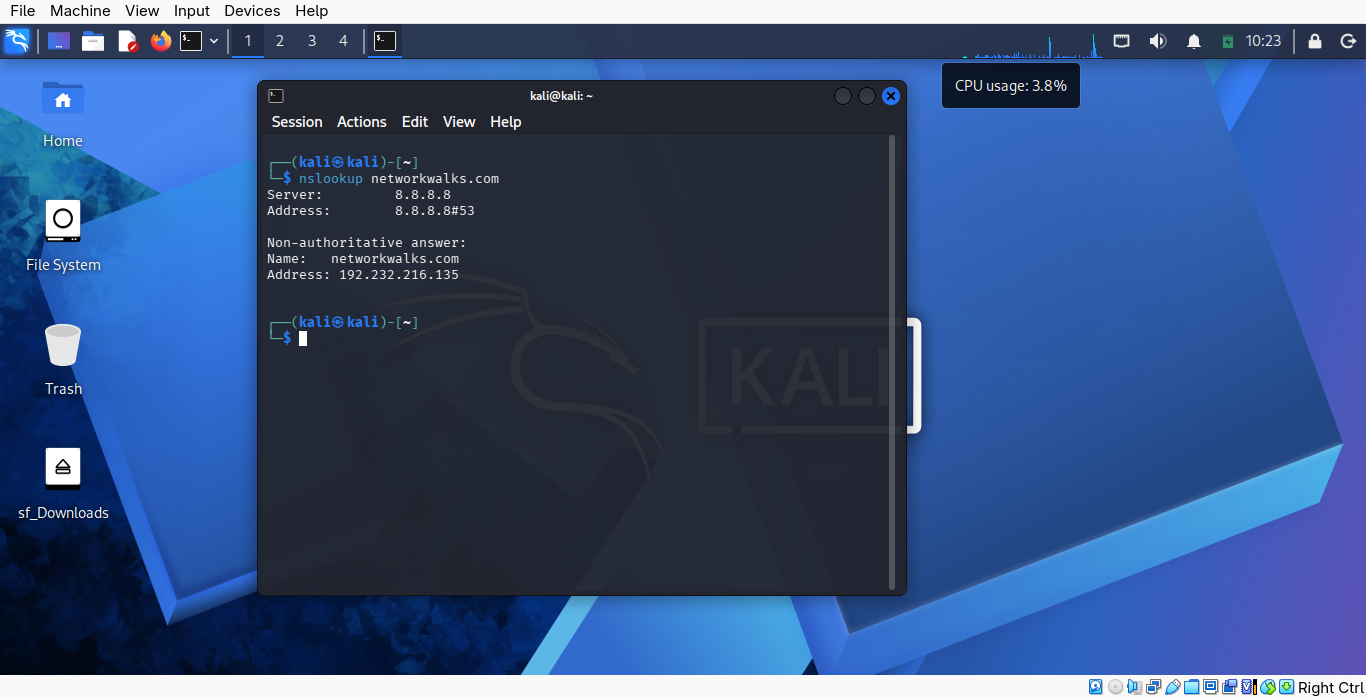 File Machine View Input Devices Help
1 2 3 4 10:23
CPU usage: 3.8%
kali@kali: ~
Session Actions Edit View Help
Home
File System
Trash
sf_Downloads
┌──(kali㉿kali)-[~]
└─$ nslookup networkwalks.com
Server: 8.8.8.8
Address: 8.8.8.8#53
Non-authoritative answer:
Name: networkwalks.com
Address: 192.232.216.135
┌──(kali㉿kali)-[~]
└─$
KALI
Right Ctrl